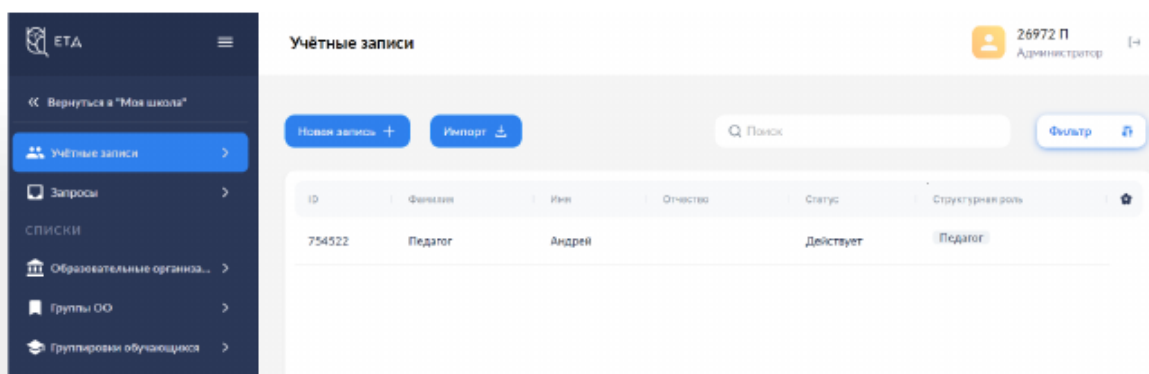 ЕТД
Учётные записи
26972 П
Администратор
Вернуться в "Моя школа"
Новая запись
Импорт
Поиск
Фильтр
Учётные записи
Запросы
СПИСКИ
Образовательные организа...
Группы ОО
Группировки обучающихся
ID Фамилия Имя Отчество Статус Структурная роль
754522 Педагог Андрей Действует Педагог